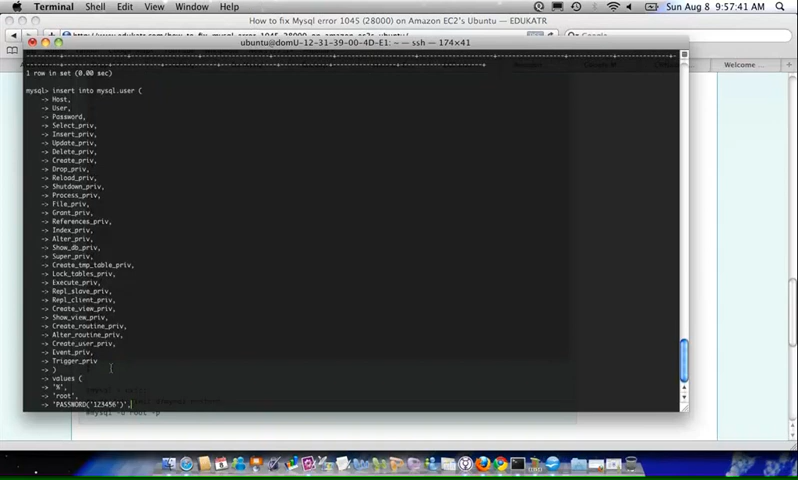 Terminal Shell Edit View Window Help
Sun Aug 8 9:57:41 AM
How to fix Mysql error 1045 (28000) on Amazon EC2's Ubuntu — EDUKATR
ubuntu@domU-12-31-39-00-4D-E1: ~ — ssh — 174×41
Welcome ...
1 row in set (0.00 sec)
mysql> insert into mysql.user (
-> Host,
-> User,
-> Password,
-> Select_priv,
-> Insert_priv,
-> Update_priv,
-> Delete_priv,
-> Create_priv,
-> Drop_priv,
-> Reload_priv,
-> Shutdown_priv,
-> Process_priv,
-> File_priv,
-> Grant_priv,
-> References_priv,
-> Index_priv,
-> Alter_priv,
-> Show_db_priv,
-> Super_priv,
-> Create_tmp_table_priv,
-> Lock_tables_priv,
-> Execute_priv,
-> Repl_slave_priv,
-> Repl_client_priv,
-> Create_view_priv,
-> Show_view_priv,
-> Create_routine_priv,
-> Alter_routine_priv,
-> Create_user_priv,
-> Event_priv,
-> Trigger_priv
-> )
-> values (
-> '%',
-> 'root',
-> 'PASSWORD('123456')',
mysql -u root -p